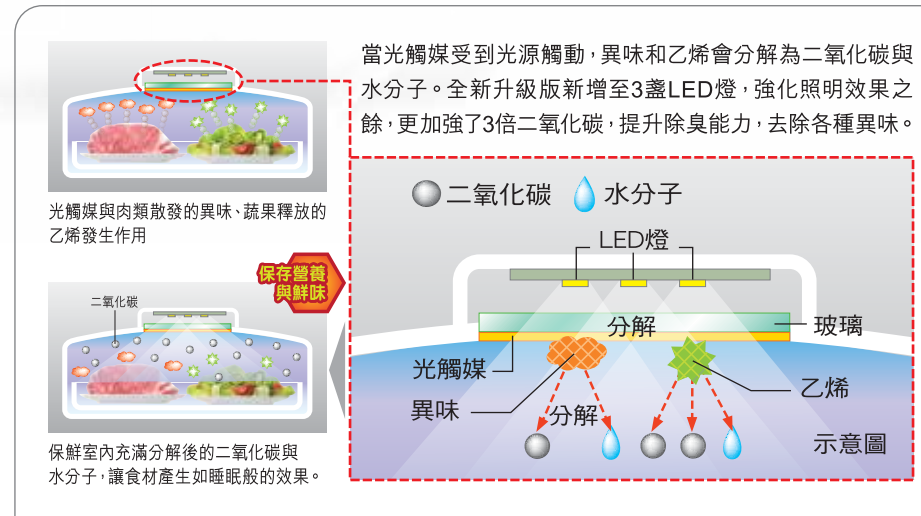 當光觸媒受到光源觸動，異味和乙烯會分解為二氧化碳與
水分子。全新升級版新增至3盞LED燈，強化照明效果之
餘，更加強了3倍二氧化碳，提升除臭能力，去除各種異味。
光觸媒與肉類散發的異味、蔬果釋放的
乙烯發生作用
保存營養
與鮮味
二氧化碳
保鮮室內充滿分解後的二氧化碳與
水分子，讓食材產生如睡眠般的效果。
二氧化碳 水分子
LED燈
分解
玻璃
光觸媒
乙烯
異味
分解
示意圖